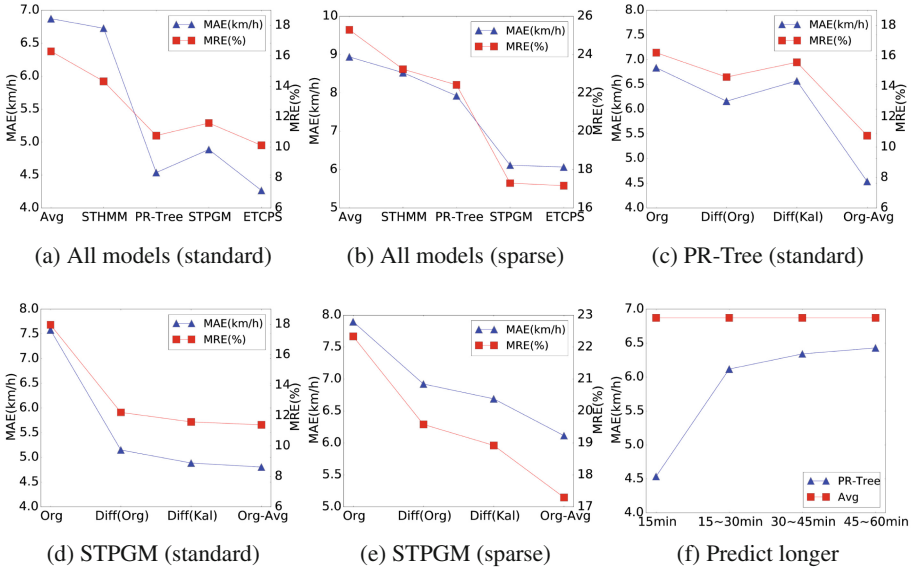 7.0
6.5
6.0
5.5
5.0
4.5
4.0
MAE(km/h)
18
16
14
12
10
8
6
MRE(%)
MAE(km/h)
MRE(%)
Avg STHMM PR-Tree STPGM ETCPS
(a) All models (standard)
10
9
8
7
6
5
MAE(km/h)
26
24
22
20
18
16
MRE(%)
MAE(km/h)
MRE(%)
Avg STHMM PR-Tree STPGM ETCPS
(b) All models (sparse)
8.0
7.5
7.0
6.5
6.0
5.5
5.0
4.5
4.0
MAE(km/h)
18
16
14
12
10
8
6
MRE(%)
MAE(km/h)
MRE(%)
Org Diff(Org) Diff(Kal) Org-Avg
(c) PR-Tree (standard)
8.0
7.5
7.0
6.5
6.0
5.5
5.0
4.5
4.0
MAE(km/h)
18
16
14
12
10
8
6
MRE(%)
MAE(km/h)
MRE(%)
Org Diff(Org) Diff(Kal) Org-Avg
(d) STPGM (standard)
8.0
7.5
7.0
6.5
6.0
5.5
5.0
MAE(km/h)
23
22
21
20
19
18
17
MRE(%)
MAE(km/h)
MRE(%)
Org Diff(Org) Diff(Kal) Org-Avg
(e) STPGM (sparse)
7.0
6.5
6.0
5.5
5.0
4.5
4.0
MAE(km/h)
PR-Tree
Avg
15min 15~30min 30~45min 45~60min
(f) Predict longer